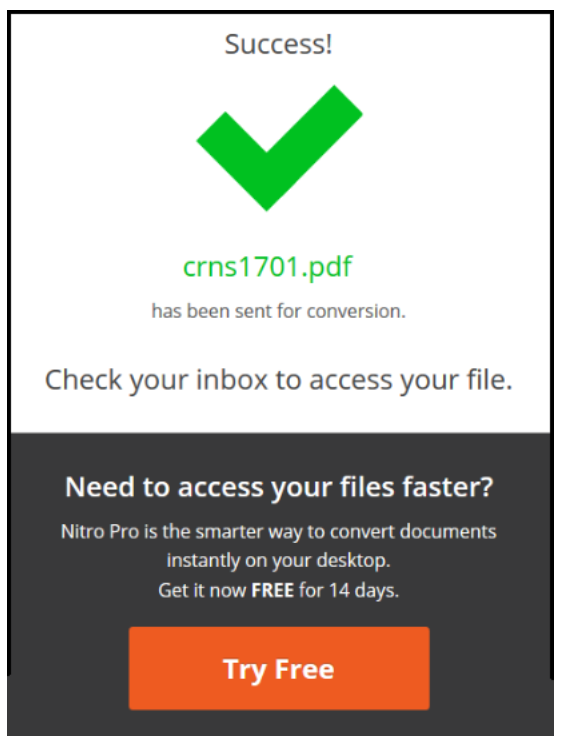 Success!
crns1701.pdf
has been sent for conversion.
Check your inbox to access your file.
Need to access your files faster?
Nitro Pro is the smarter way to convert documents
instantly on your desktop.
Get it now FREE for 14 days.
Try Free